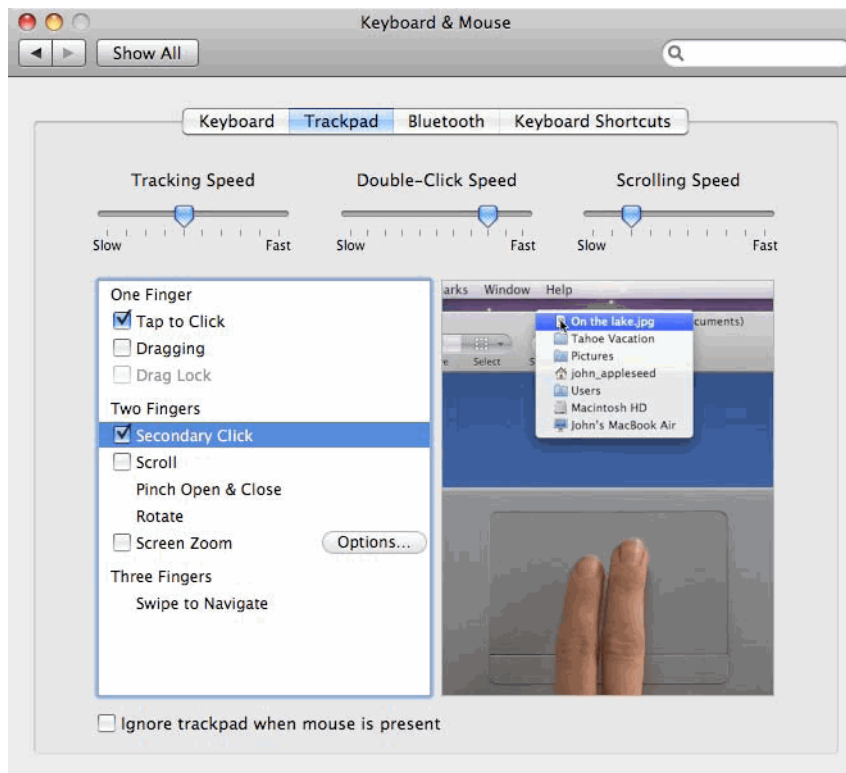 Keyboard & Mouse
Show All
Keyboard Trackpad Bluetooth Keyboard Shortcuts
Tracking Speed Double-Click Speed Scrolling Speed
Slow Fast Slow Fast Slow Fast
One Finger
Tap to Click
Dragging
Drag Lock
Two Fingers
Secondary Click
Scroll
Pinch Open & Close
Rotate
Screen Zoom Options...
Three Fingers
Swipe to Navigate
arks Window Help
On the lake.jpg cuments)
Tahoe Vacation
Pictures
Select
john_appleseed
Users
Macintosh HD
John's MacBook Air
Ignore trackpad when mouse is present